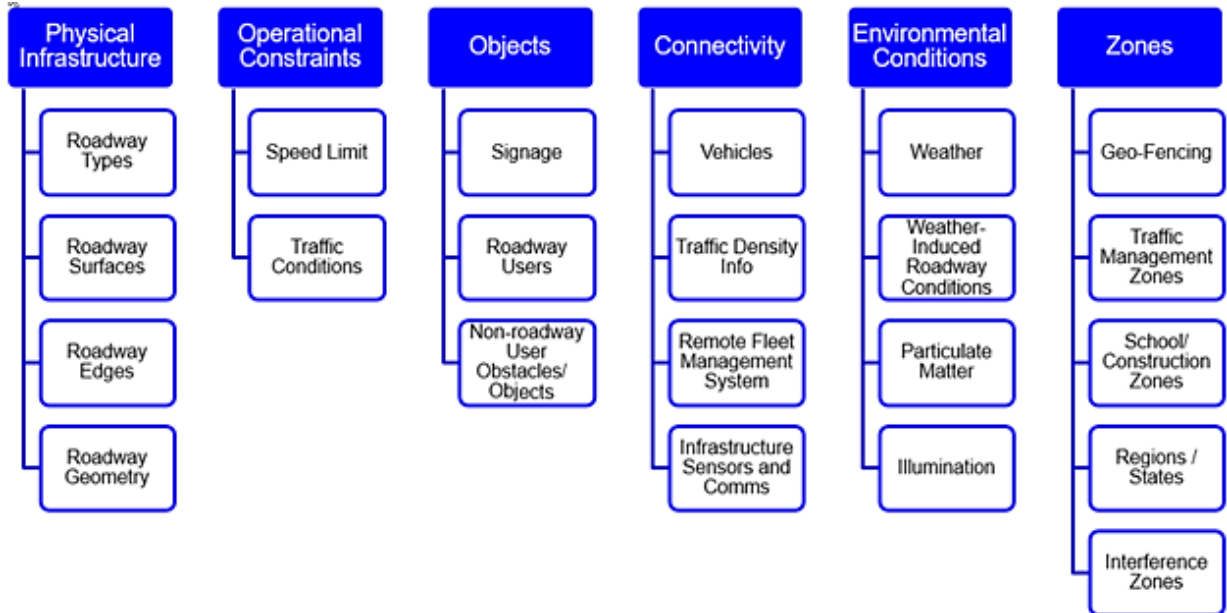 Physical
Infrastructure
Roadway
Types
Roadway
Surfaces
Roadway
Edges
Roadway
Geometry
Operational
Constraints
Speed Limit
Traffic
Conditions
Objects
Signage
Roadway
Users
Non-roadway
User
Obstacles/
Objects
Connectivity
Vehicles
Traffic Density
Info
Remote Fleet
Management
System
Infrastructure
Sensors and
Comms
Environmental
Conditions
Weather
Weather-
Induced
Roadway
Conditions
Particulate
Matter
Illumination
Zones
Geo-Fencing
Traffic
Management
Zones
School/
Construction
Zones
Regions /
States
Interference
Zones